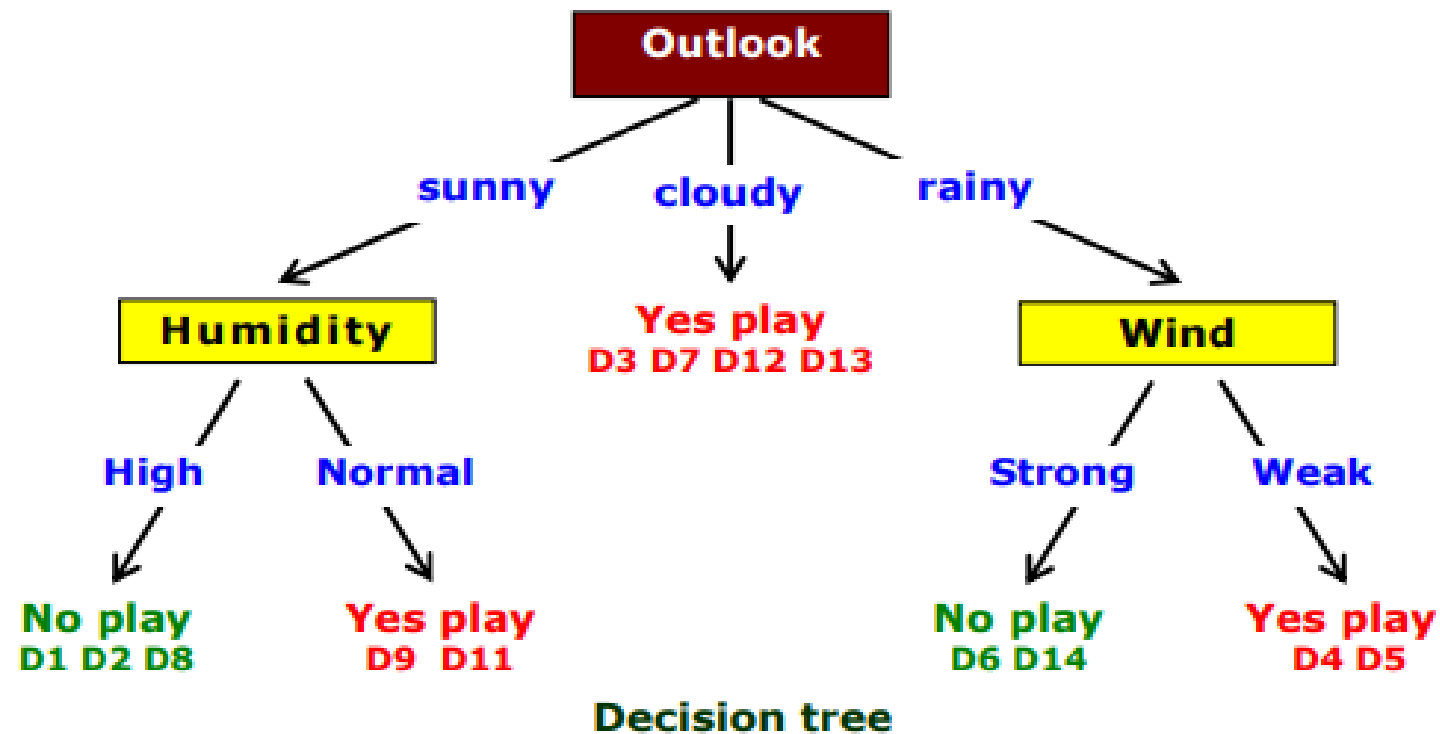 Outlook
sunny
cloudy
rainy
Humidity
Yes play
D3 D7 D12 D13
Wind
High
Normal
Strong
Weak
No play
D1 D2 D8
Yes play
D9 D11
No play
D6 D14
Yes play
D4 D5
Decision tree